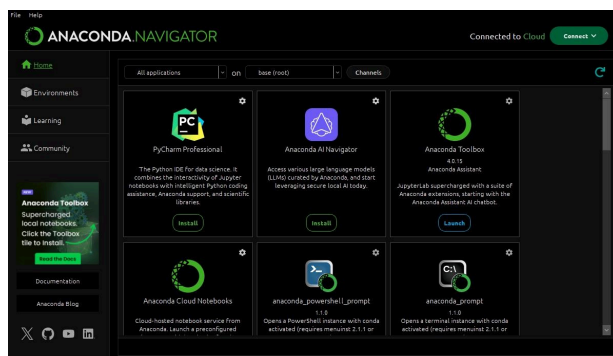 File Help
ANACONDA.NAVIGATOR
Connected to Cloud
Connect
Home
Environments
Learning
Community
All applications
on
base (root)
Channels
PC
PyCharm Professional
The Python IDE for data science. It
combines the interactivity of Jupyter
notebooks with intelligent Python coding
assistance, Anaconda support, and scientific
libraries.
Install
Anaconda AI Navigator
Access various large language models
(LLMs) curated by Anaconda, and start
leveraging secure local AI today.
Install
Anaconda Toolbox
4.0.15
Anaconda Assistant
JupyterLab supercharged with a suite of
Anaconda extensions, starting with the
Anaconda Assistant AI chatbot.
Launch
NEW
Anaconda Toolbox
Supercharged
local notebooks.
Click the Toolbox
tile to install.
Read the Docs
Documentation
Anaconda Blog
Anaconda Cloud Notebooks
Cloud-hosted notebook service from
Anaconda. Launch a preconfigured
anaconda_powershell_prompt
1.1.0
Opens a PowerShell instance with conda
activated (requires menuinst 2.1.1 or
C:\
anaconda_prompt
1.1.0
Opens a terminal instance with conda
activated (requires menuinst 2.1.1 or